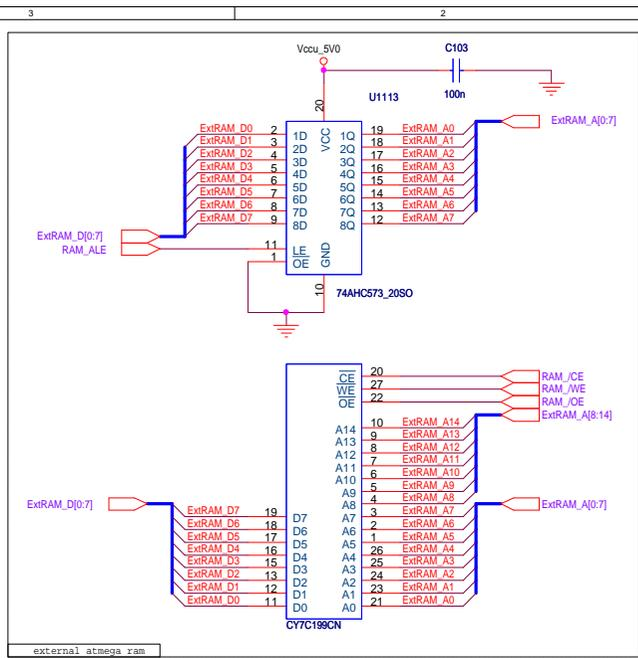 3 2
Vccu_5V0
C103
100n
U1113
20
VCC
ExtRAM_D0 2 1D 1Q 19 ExtRAM_A0
ExtRAM_D1 3 2D 2Q 18 ExtRAM_A1
ExtRAM_D2 4 3D 3Q 17 ExtRAM_A2
ExtRAM_D3 5 4D 4Q 16 ExtRAM_A3
ExtRAM_D4 6 5D 5Q 15 ExtRAM_A4
ExtRAM_D5 7 6D 6Q 14 ExtRAM_A5
ExtRAM_D6 8 7D 7Q 13 ExtRAM_A6
ExtRAM_D7 9 8D 8Q 12 ExtRAM_A7
ExtRAM_A[0:7]
ExtRAM_D[0:7]
RAM_ALE 11 LE
1 OE
GND
10
74AHC573_20SO
CE 20 RAM_/CE
WE 27 RAM_/WE
OE 22 RAM_/OE
ExtRAM_A[8:14]
A14 10 ExtRAM_A14
A13 9 ExtRAM_A13
A12 8 ExtRAM_A12
A11 7 ExtRAM_A11
A10 6 ExtRAM_A10
A9 5 ExtRAM_A9
A8 4 ExtRAM_A8
ExtRAM_D[0:7] ExtRAM_A[0:7]
A7 3 ExtRAM_A7
ExtRAM_D7 19 D7 A6 2 ExtRAM_A6
ExtRAM_D6 18 D6 A5 1 ExtRAM_A5
ExtRAM_D5 17 D5 A4 26 ExtRAM_A4
ExtRAM_D4 16 D4 A3 25 ExtRAM_A3
ExtRAM_D3 15 D3 A2 24 ExtRAM_A2
ExtRAM_D2 13 D2 A1 23 ExtRAM_A1
ExtRAM_D1 12 D1 A0 21 ExtRAM_A0
ExtRAM_D0 11 D0
CY7C199CN
external atmega ram